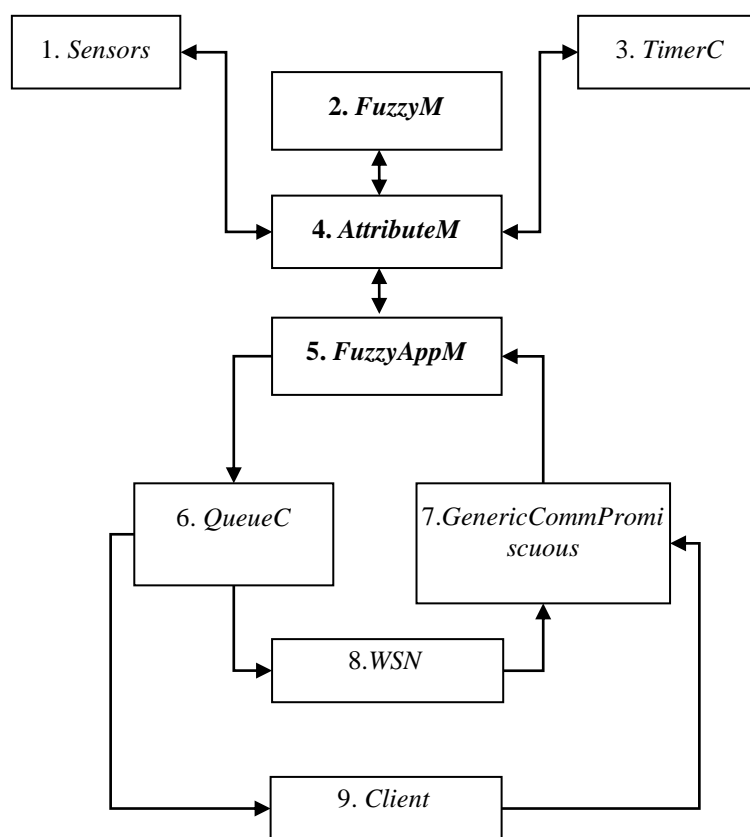 1. Sensors
3. TimerC
2. FuzzyM
4. AttributeM
5. FuzzyAppM
6. QueueC
7.GenericCommPromi
scuous
8.WSN
9. Client